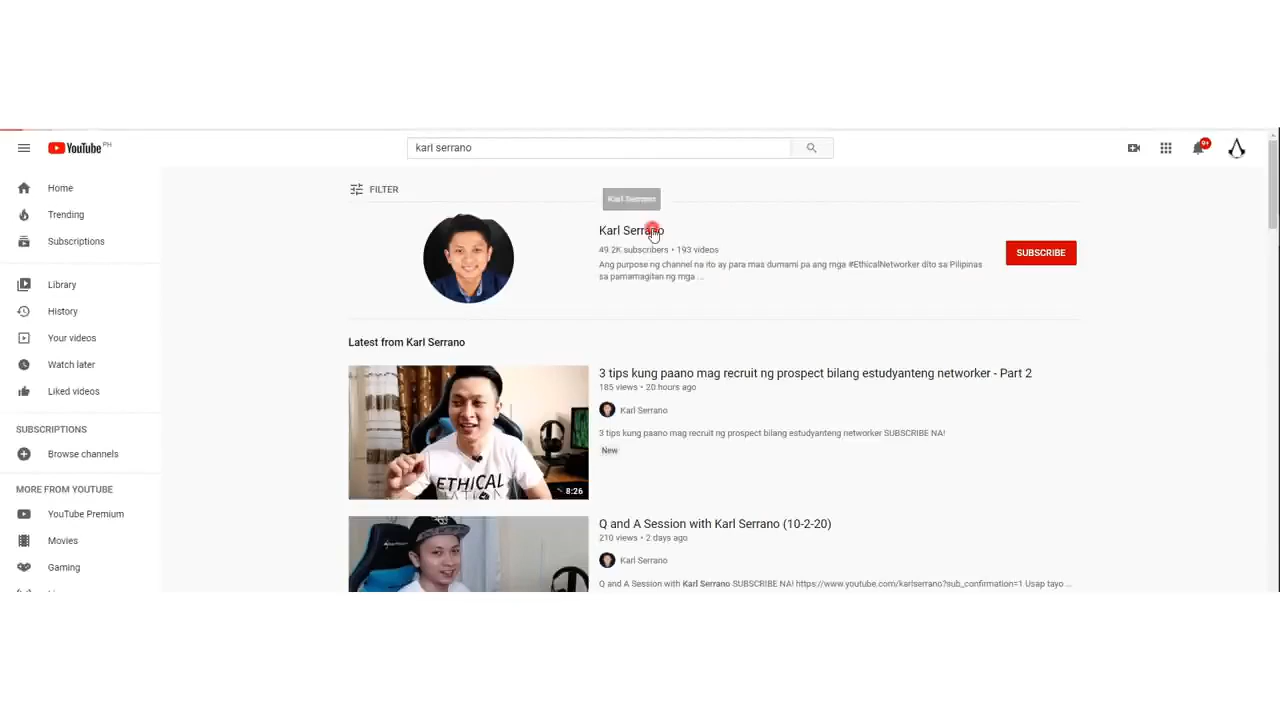 YouTube PH
karl serrano
9+
Home
Trending
Subscriptions
Library
History
Your videos
Watch later
Liked videos
SUBSCRIPTIONS
Browse channels
MORE FROM YOUTUBE
YouTube Premium
Movies
Gaming
FILTER
Karl Serrano
Karl Serrano
49.2K subscribers • 193 videos
Ang purpose ng channel na ito ay para mas dumami pa ang mga #EthicalNetworker dito sa Pilipinas
sa pamamagitan ng mga ...
SUBSCRIBE
Latest from Karl Serrano
ETHICAL
8:26
3 tips kung paano mag recruit ng prospect bilang estudyanteng networker - Part 2
185 views • 20 hours ago
Karl Serrano
3 tips kung paano mag recruit ng prospect bilang estudyanteng networker SUBSCRIBE NA!
New
Q and A Session with Karl Serrano (10-2-20)
210 views • 2 days ago
Karl Serrano
Q and A Session with Karl Serrano SUBSCRIBE NA! https://www.youtube.com/karlserrano?sub_confirmation=1 Usap tayo ...